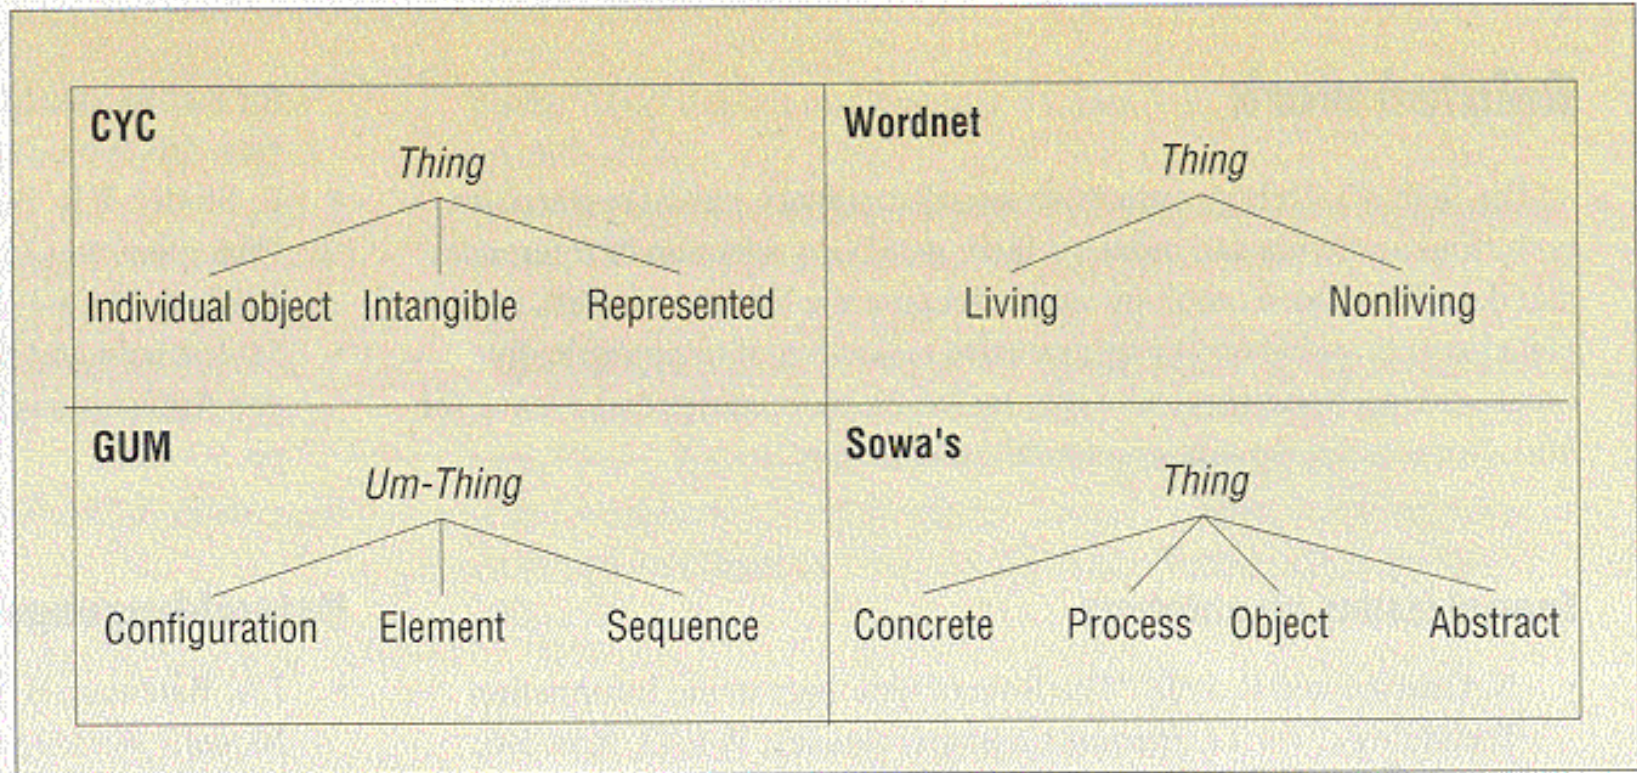 CYC
Thing
Individual object Intangible Represented
Wordnet
Thing
Living Nonliving
GUM
Um-Thing
Configuration Element Sequence
Sowa's
Thing
Concrete Process Object Abstract